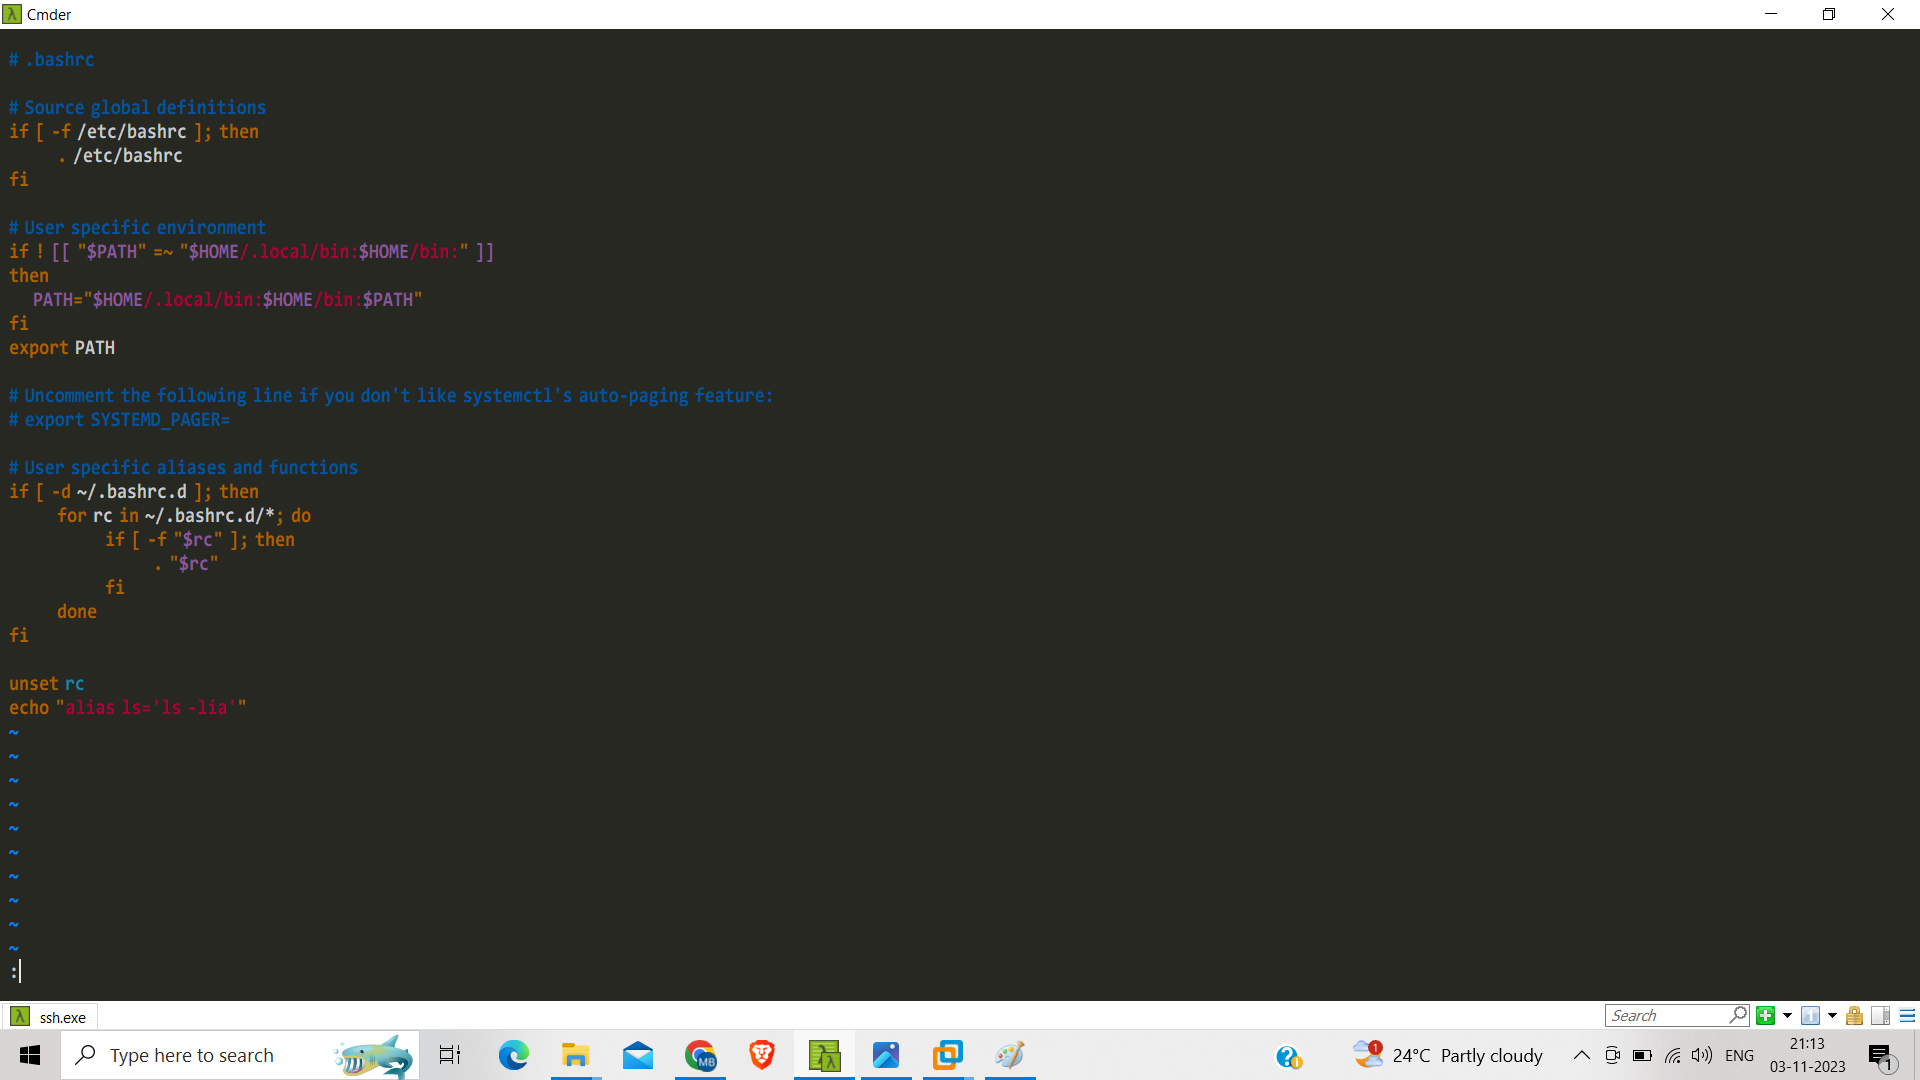 Cmder
# .bashrc
# Source global definitions
if [ -f /etc/bashrc ]; then
. /etc/bashrc
fi
# User specific environment
if ! [[ "$PATH" =~ "$HOME/.local/bin:$HOME/bin:" ]]
then
PATH="$HOME/.local/bin:$HOME/bin:$PATH"
fi
export PATH
# Uncomment the following line if you don't like systemctl's auto-paging feature:
# export SYSTEMD_PAGER=
# User specific aliases and functions
if [ -d ~/.bashrc.d ]; then
for rc in ~/.bashrc.d/*; do
if [ -f "$rc" ]; then
. "$rc"
fi
done
fi
unset rc
echo "alias ls='ls -lia'"
~
~
~
~
~
~
~
~
~
~
:
ssh.exe
Search
Type here to search
MB
1
24°C Partly cloudy
ENG
21:13
03-11-2023
1